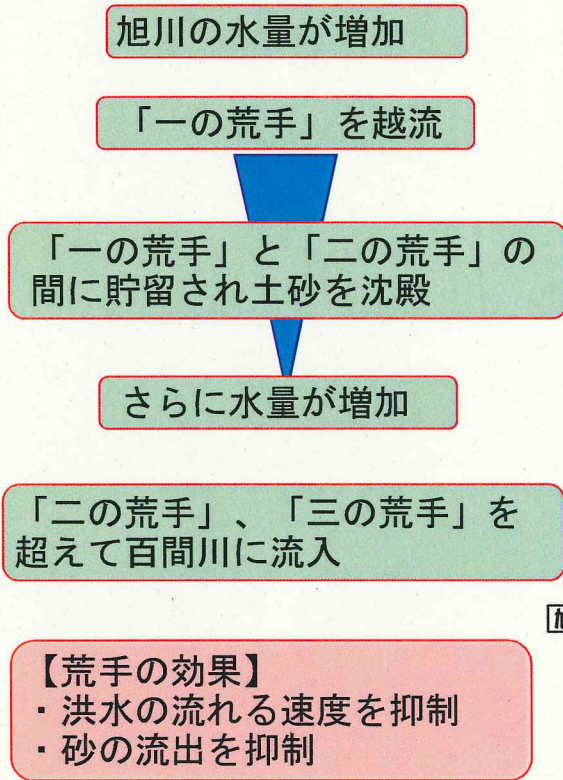 旭川の水量が増加
「一の荒手」を越流
「一の荒手」と「二の荒手」の
間に貯留され土砂を沈殿
さらに水量が増加
「二の荒手」、「三の荒手」を
超えて百間川に流入
【荒手の効果】
・洪水の流れる速度を抑制
・砂の流出を抑制